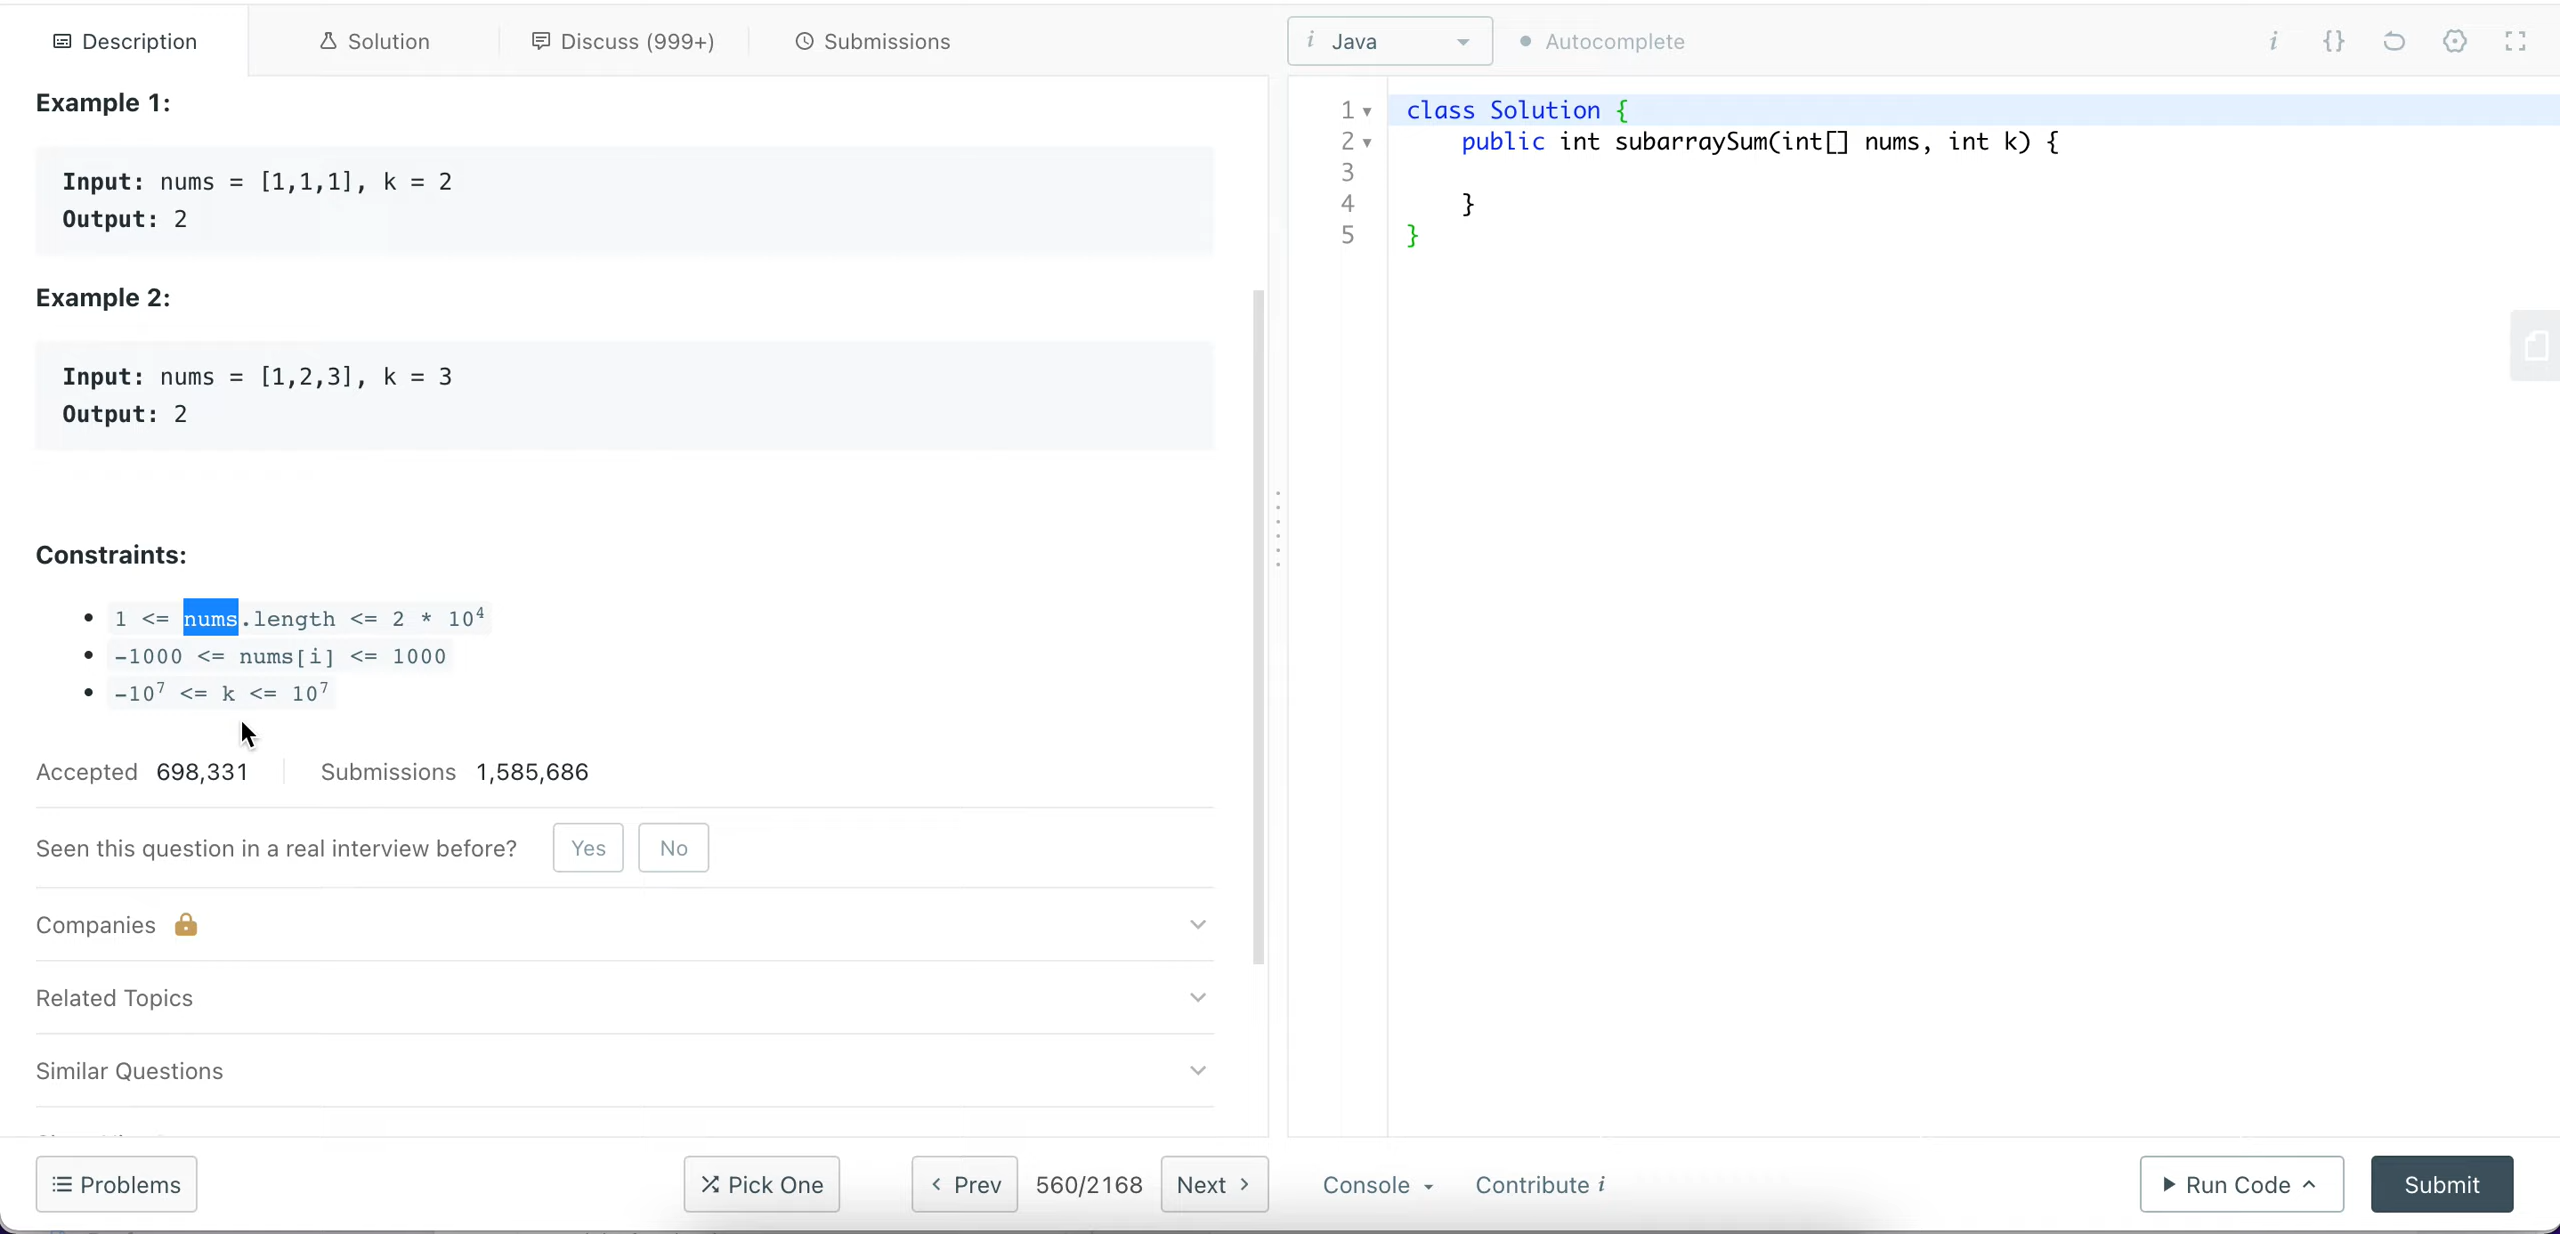 Description
Solution
Discuss (999+)
Submissions
i Java
Autocomplete
i {}
Example 1:
Input: nums = [1,1,1], k = 2
Output: 2
Example 2:
Input: nums = [1,2,3], k = 3
Output: 2
Constraints:
• 1 <= nums.length <= 2 * 10⁴
• -1000 <= nums[i] <= 1000
• -10⁷ <= k <= 10⁷
Accepted 698,331
Submissions 1,585,686
Seen this question in a real interview before?
Yes
No
Companies
Related Topics
Similar Questions
1 class Solution {
2     public int subarraySum(int[] nums, int k) {
3
4     }
5 }
Problems
Pick One
‹ Prev
560/2168
Next ›
Console
Contribute i
Run Code
Submit